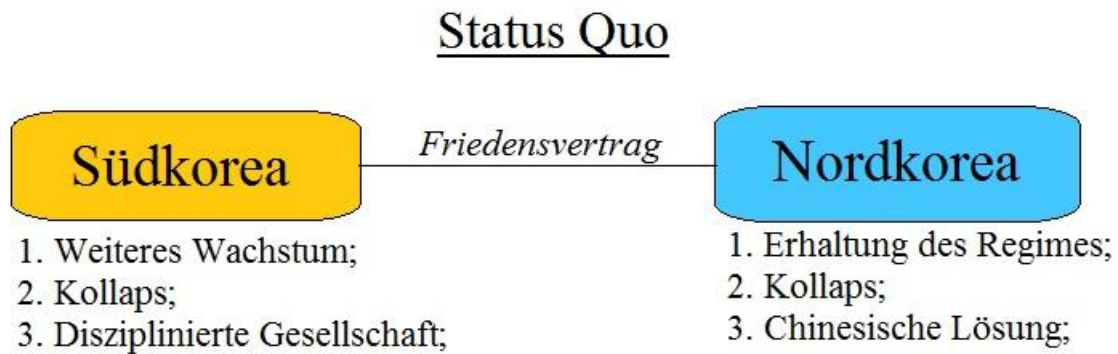 Status Quo
Südkorea
Friedensvertrag
Nordkorea
1. Weiteres Wachstum;
2. Kollaps;
3. Disziplinierte Gesellschaft;
1. Erhaltung des Regimes;
2. Kollaps;
3. Chinesische Lösung;